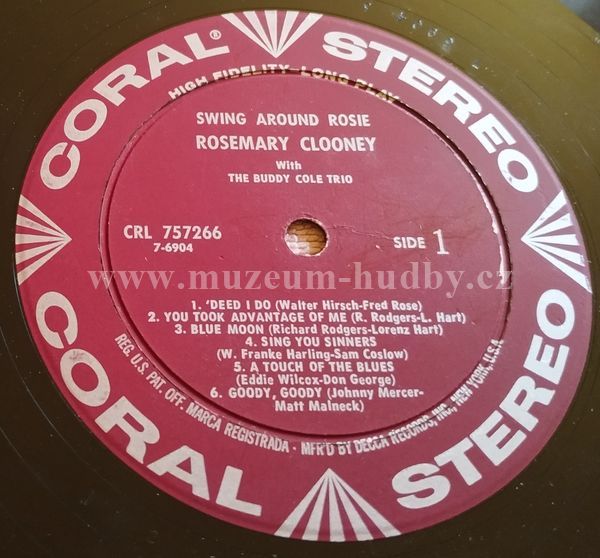 CORAL® STEREO
HIGH FIDELITY-LONG PLAY
SWING AROUND ROSIE
ROSEMARY CLOONEY
With
THE BUDDY COLE TRIO
CRL 757266
7-6904
SIDE 1
www.muzeum-hudby.cz
1. 'DEED I DO (Walter Hirsch-Fred Rose)
2. YOU TOOK ADVANTAGE OF ME (R. Rodgers-L. Hart)
3. BLUE MOON (Richard Rodgers-Lorenz Hart)
4. SING YOU SINNERS
(W. Franke Harling-Sam Coslow)
5. A TOUCH OF THE BLUES
(Eddie Wilcox-Don George)
6. GOODY, GOODY (Johnny Mercer-
Matt Malneck)
REG. U.S. PAT. OFF. MARCA REGISTRADA · MFR'D BY DECCA RECORDS, INC., NEW YORK, U.S.A.
CORAL STEREO